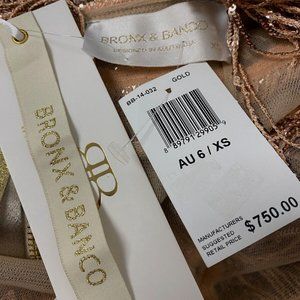 BRONX & BANCO
DESIGNED IN AUSTRALIA
XS
BRONX & BANCO
BB-14-032
GOLD
AU 6 / XS
MANUFACTURERS
SUGGESTED
RETAIL PRICE
$750.00